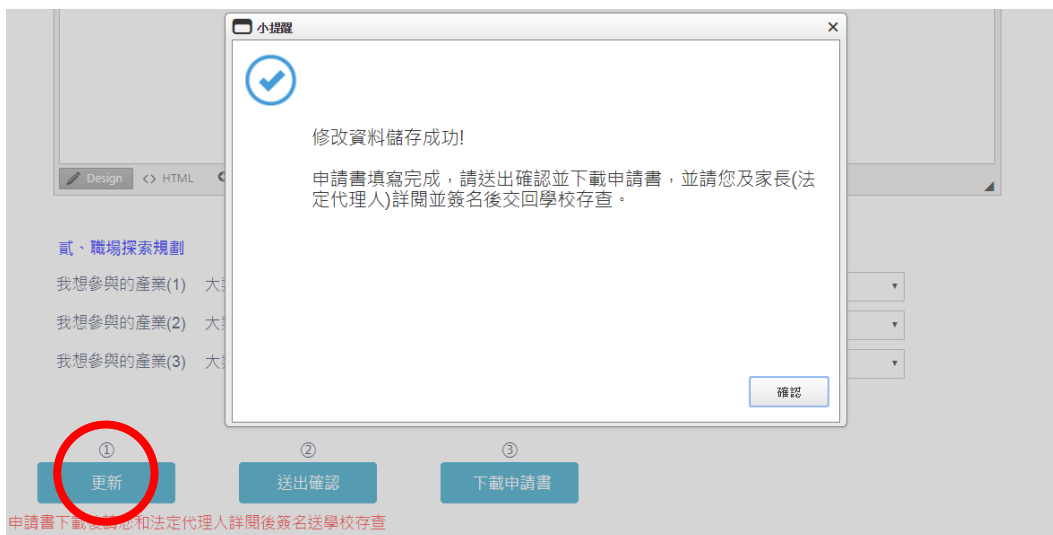 小提醒
修改資料儲存成功!
申請書填寫完成，請送出確認並下載申請書，並請您及家長(法
定代理人)詳閱並簽名後交回學校存查。
Design <> HTML
貳、職場探索規劃
我想參與的產業(1) 大
我想參與的產業(2) 大
我想參與的產業(3) 大
確認
① ② ③
更新 送出確認 下載申請書
申請書下載後請您和法定代理人詳閱後簽名送學校存查